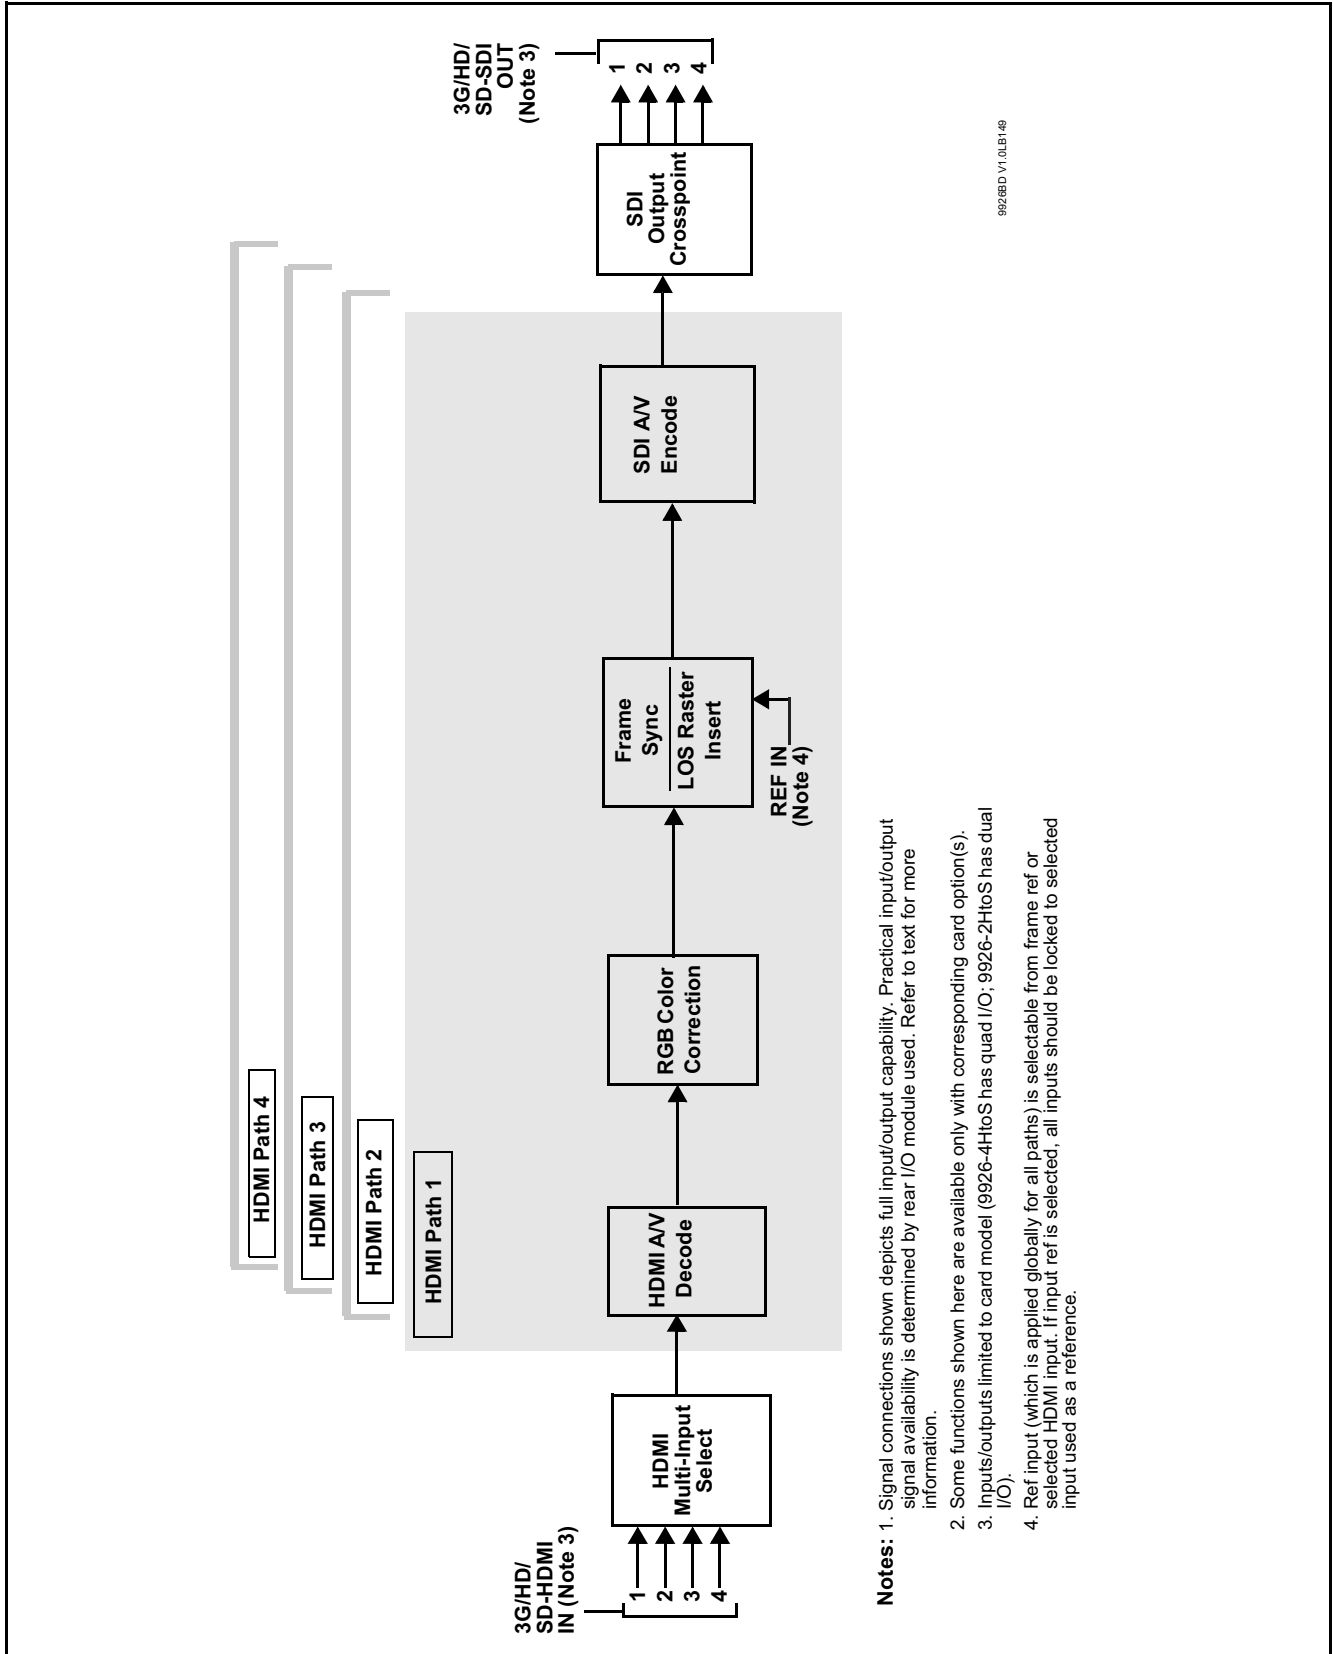 HDMI Path 4
HDMI Path 3
HDMI Path 2
HDMI Path 1
3G/HD/
SD-HDMI
IN (Note 3)
1
2
3
4
HDMI
Multi-Input
Select
HDMI A/V
Decode
RGB Color
Correction
Frame
Sync
LOS Raster
Insert
REF IN
(Note 4)
SDI A/V
Encode
SDI
Output
Crosspoint
3G/HD/
SD-SDI
OUT
(Note 3)
1
2
3
4
Notes: 1. Signal connections shown depicts full input/output capability. Practical input/output
signal availability is determined by rear I/O module used. Refer to text for more
information.
2. Some functions shown here are available only with corresponding card option(s).
3. Inputs/outputs limited to card model (9926-4HtoS has quad I/O; 9926-2HtoS has dual
I/O).
4. Ref input (which is applied globally for all paths) is selectable from frame ref or
selected HDMI input. If input ref is selected, all inputs should be locked to selected
input used as a reference.
9926BD V1.0LB149